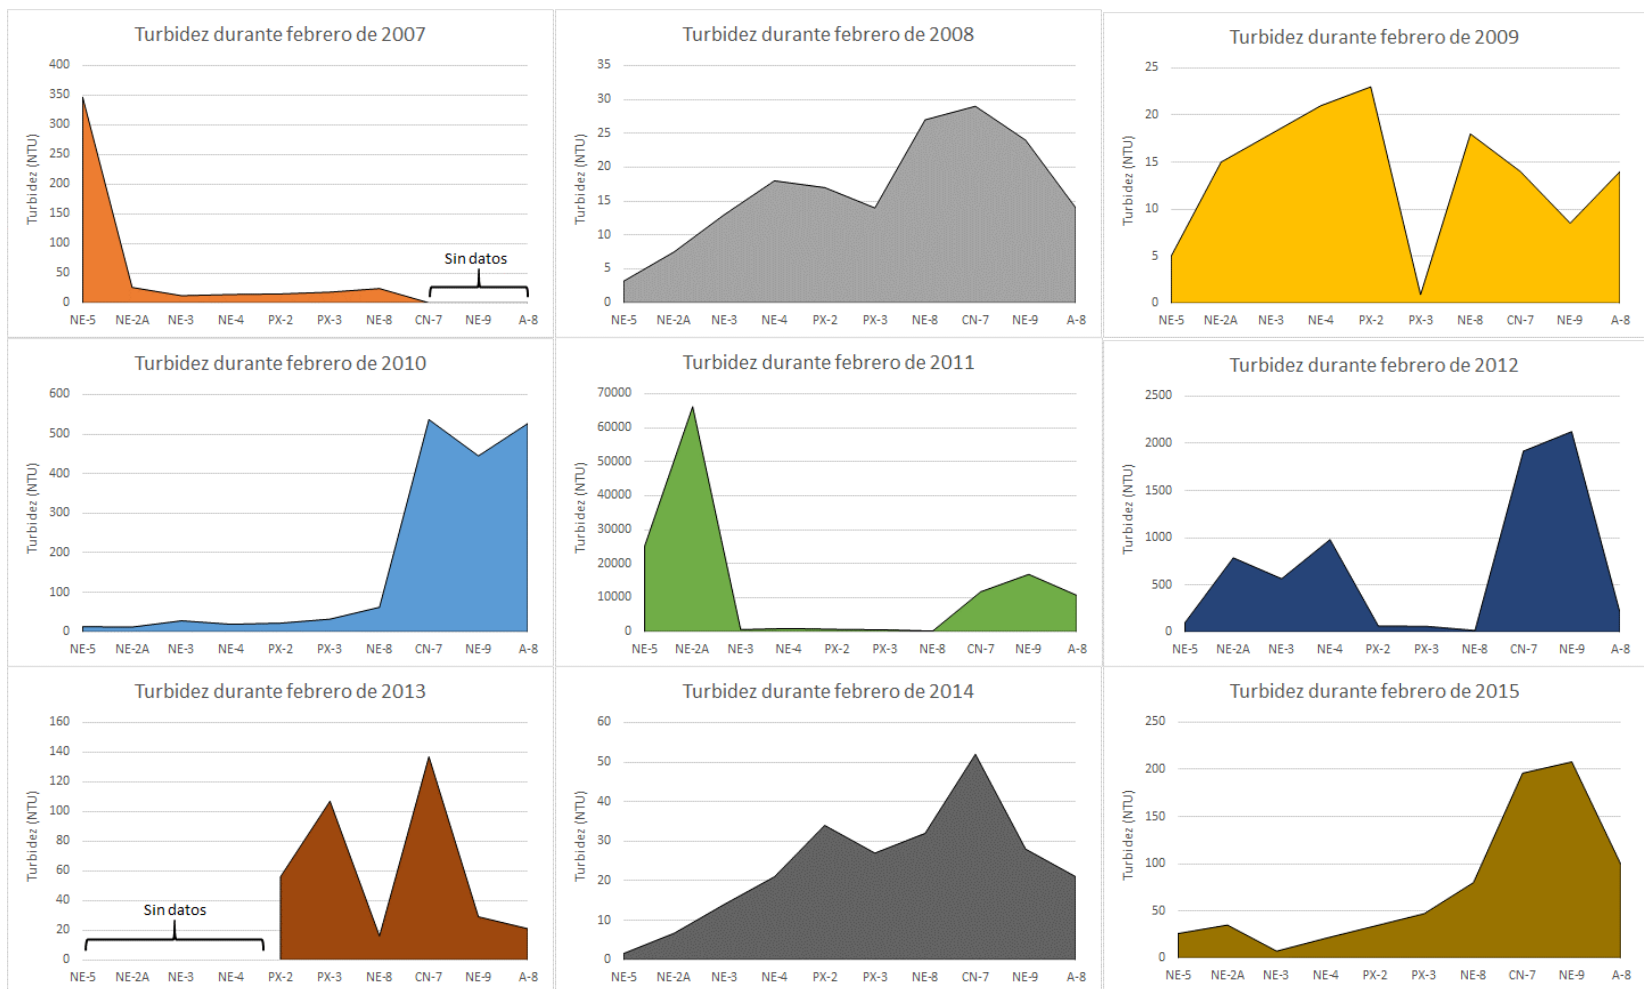 Turbidez durante febrero de 2007
Turbidez (NTU)
400
350
300
250
200
150
100
50
0
Sin datos
NE-5 NE-2A NE-3 NE-4 PX-2 PX-3 NE-8 CN-7 NE-9 A-8
Turbidez durante febrero de 2008
Turbidez (NTU)
35
30
25
20
15
10
5
0
NE-5 NE-2A NE-3 NE-4 PX-2 PX-3 NE-8 CN-7 NE-9 A-8
Turbidez durante febrero de 2009
Turbidez (NTU)
25
20
15
10
5
0
NE-5 NE-2A NE-3 NE-4 PX-2 PX-3 NE-8 CN-7 NE-9 A-8
Turbidez durante febrero de 2010
Turbidez (NTU)
600
500
400
300
200
100
0
NE-5 NE-2A NE-3 NE-4 PX-2 PX-3 NE-8 CN-7 NE-9 A-8
Turbidez durante febrero de 2011
Turbidez (NTU)
70000
60000
50000
40000
30000
20000
10000
0
NE-5 NE-2A NE-3 NE-4 PX-2 PX-3 NE-8 CN-7 NE-9 A-8
Turbidez durante febrero de 2012
Turbidez (NTU)
2500
2000
1500
1000
500
0
NE-5 NE-2A NE-3 NE-4 PX-2 PX-3 NE-8 CN-7 NE-9 A-8
Turbidez durante febrero de 2013
Turbidez (NTU)
160
140
120
100
80
60
40
20
0
Sin datos
NE-5 NE-2A NE-3 NE-4 PX-2 PX-3 NE-8 CN-7 NE-9 A-8
Turbidez durante febrero de 2014
Turbidez (NTU)
60
50
40
30
20
10
0
NE-5 NE-2A NE-3 NE-4 PX-2 PX-3 NE-8 CN-7 NE-9 A-8
Turbidez durante febrero de 2015
Turbidez (NTU)
250
200
150
100
50
0
NE-5 NE-2A NE-3 NE-4 PX-2 PX-3 NE-8 CN-7 NE-9 A-8